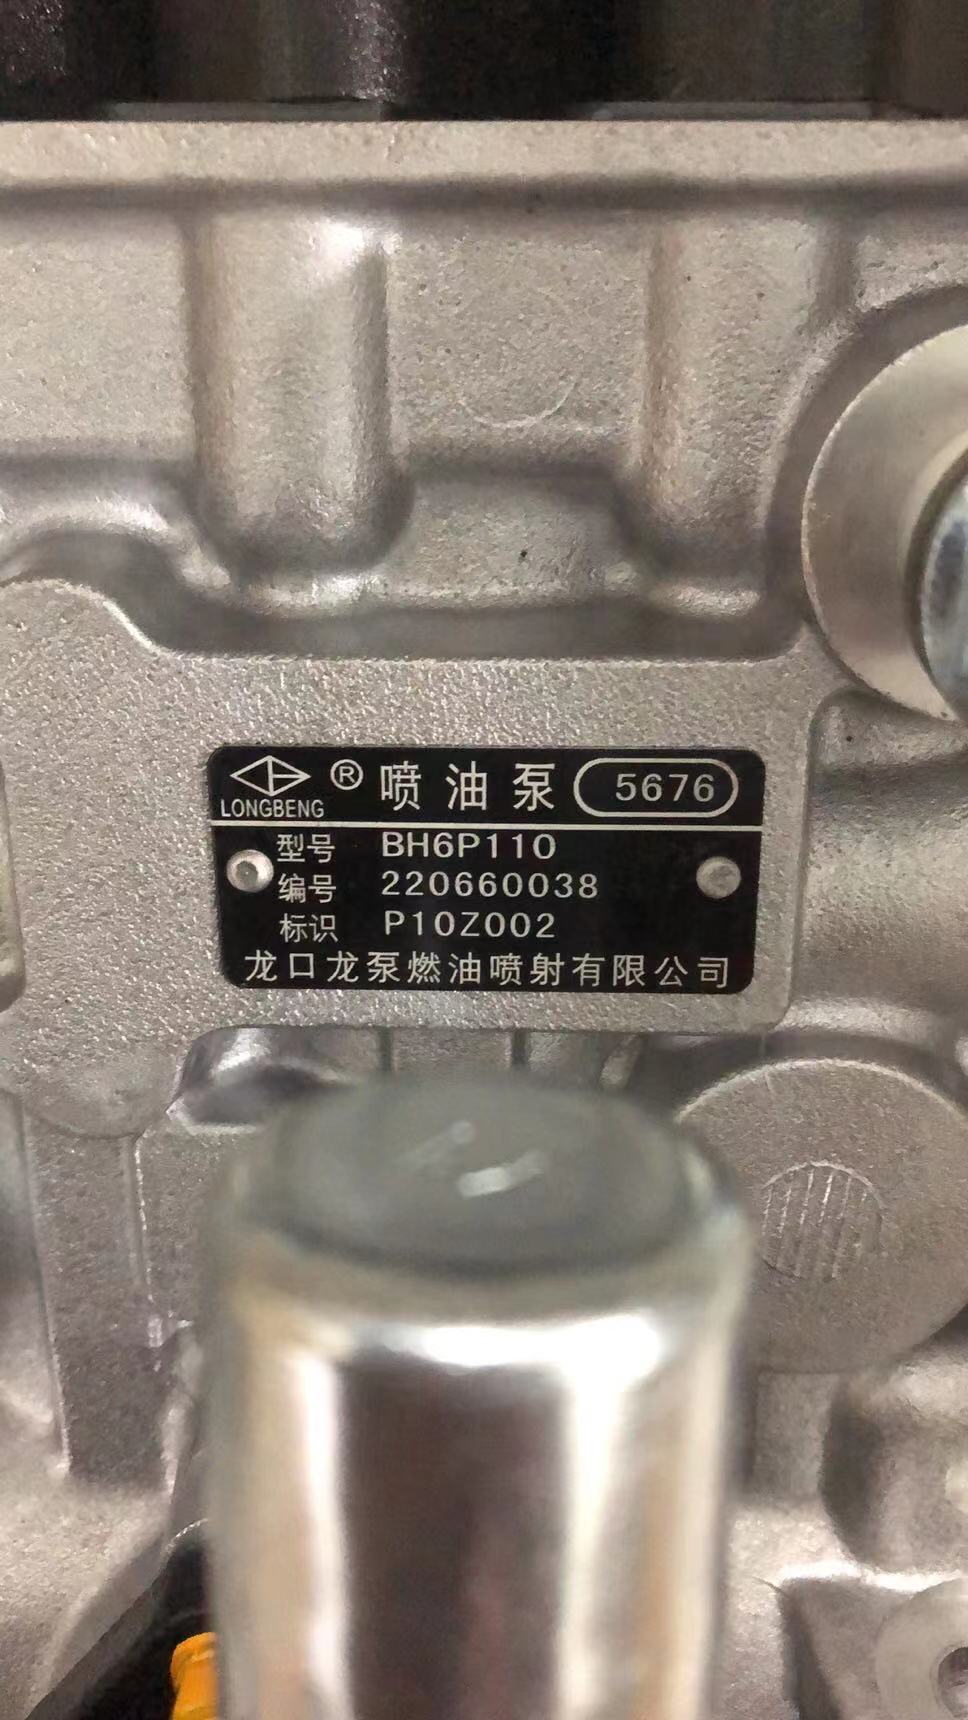 ® 喷油泵 5676
LONGBENG
型号 BH6P110
编号 220660038
标识 P10Z002
龙口龙泵燃油喷射有限公司